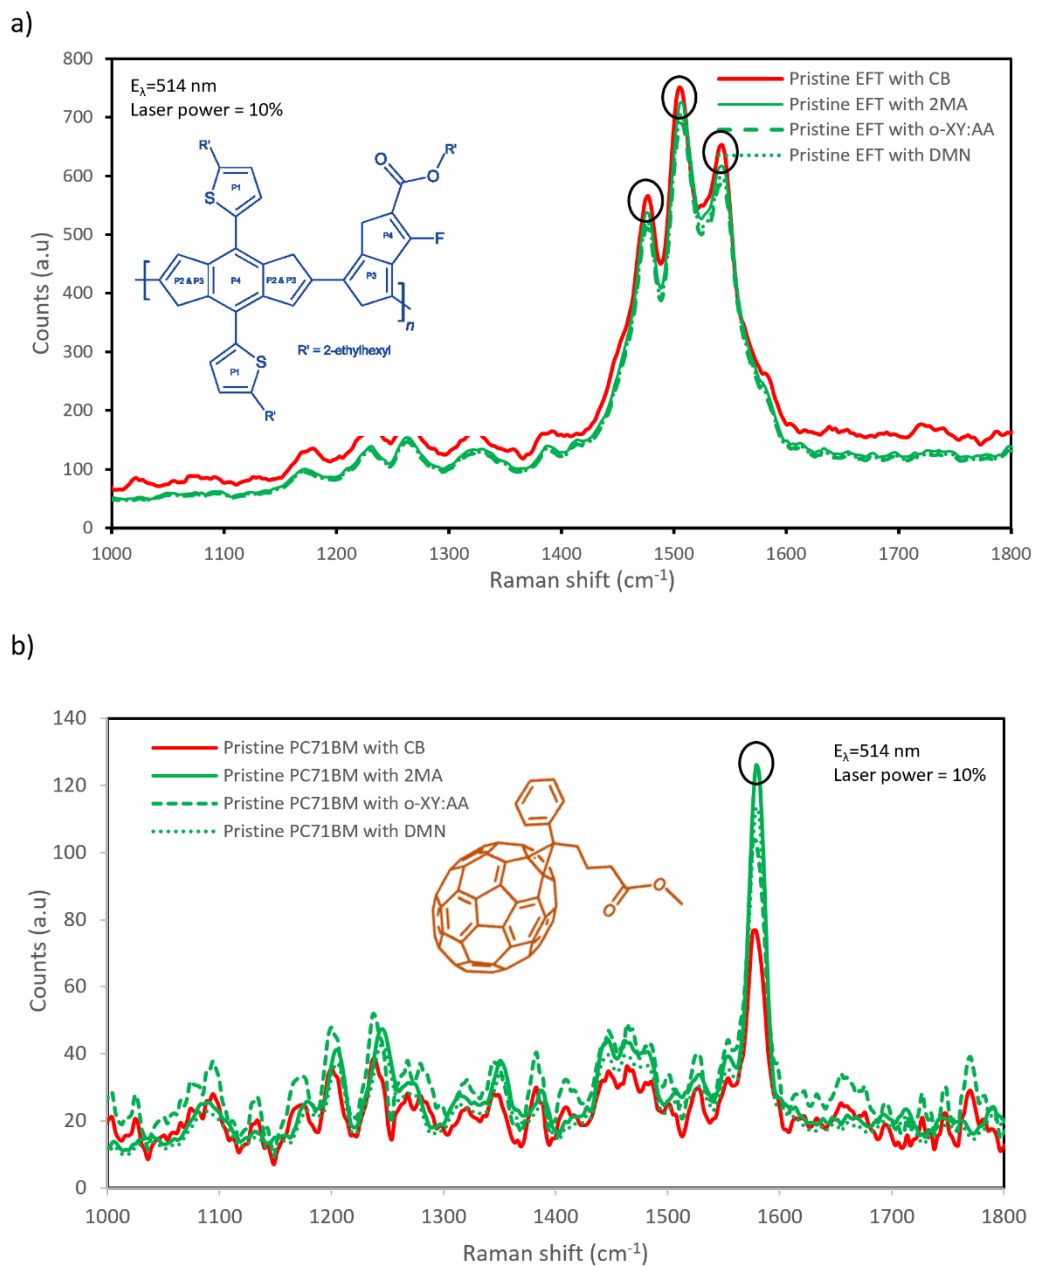 a)
800
700
600
500
400
300
200
100
0
Counts (a.u)
E_λ=514 nm
Laser power = 10%
Pristine EFT with CB
Pristine EFT with 2MA
Pristine EFT with o-XY:AA
Pristine EFT with DMN
R'
S
P1
O
O
R'
P4
F
P2 & P3
P4
P2 & P3
P3
n
P1
S
R'
R' = 2-ethylhexyl
1000 1100 1200 1300 1400 1500 1600 1700 1800
Raman shift (cm⁻¹)
b)
140
120
100
80
60
40
20
0
Counts (a.u)
Pristine PC71BM with CB
Pristine PC71BM with 2MA
Pristine PC71BM with o-XY:AA
Pristine PC71BM with DMN
E_λ=514 nm
Laser power = 10%
O
O
1000 1100 1200 1300 1400 1500 1600 1700 1800
Raman shift (cm⁻¹)